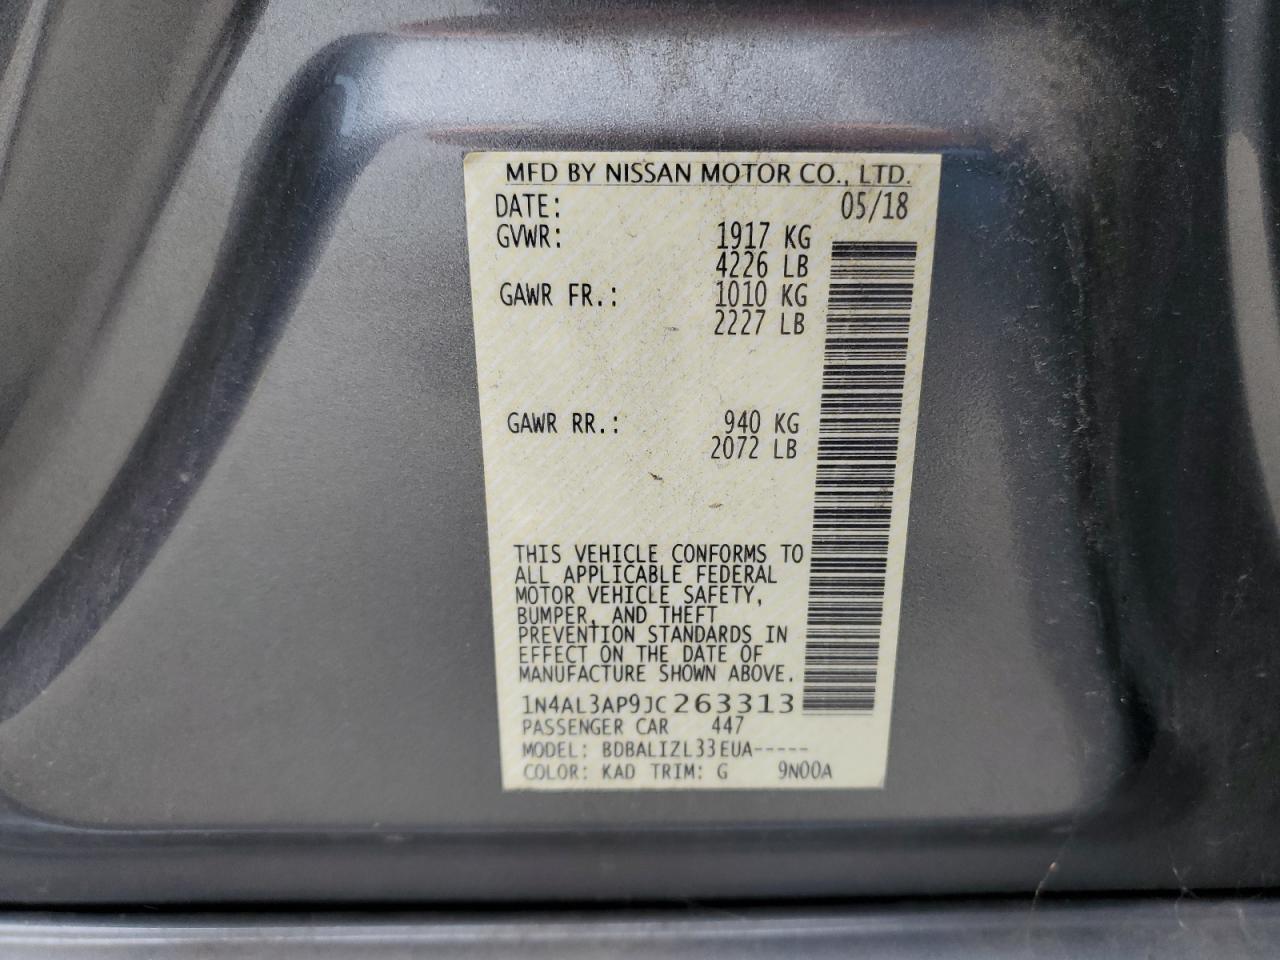 MFD BY NISSAN MOTOR CO., LTD.
DATE: 05/18
GVWR: 1917 KG
4226 LB
GAWR FR.: 1010 KG
2227 LB
GAWR RR.: 940 KG
2072 LB
THIS VEHICLE CONFORMS TO
ALL APPLICABLE FEDERAL
MOTOR VEHICLE SAFETY,
BUMPER, AND THEFT
PREVENTION STANDARDS IN
EFFECT ON THE DATE OF
MANUFACTURE SHOWN ABOVE.
1N4AL3AP9JC263313
PASSENGER CAR 447
MODEL: BDBALIZL33EUA-----
COLOR: KAD TRIM: G 9N00A